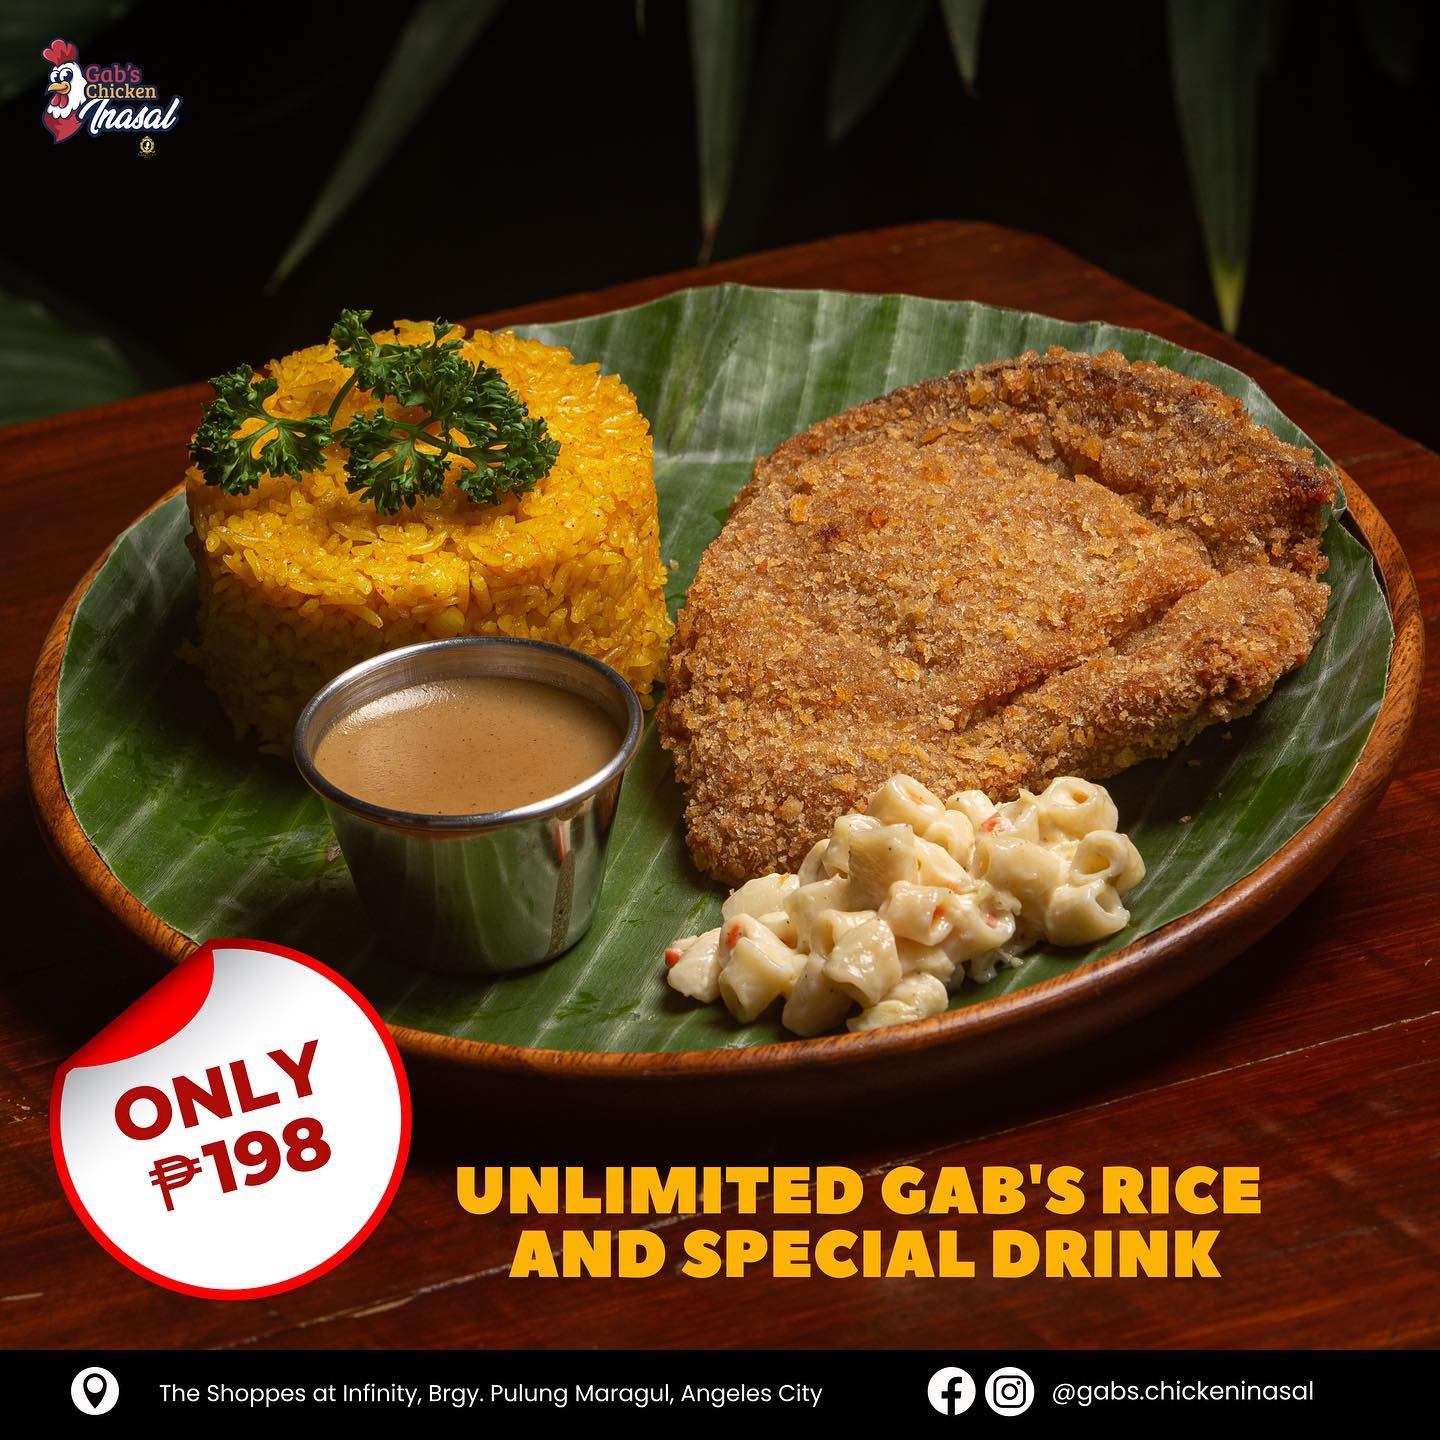 Gab's
Chicken
Inasal
ONLY
₱198
UNLIMITED GAB'S RICE
AND SPECIAL DRINK
The Shoppes at Infinity, Brgy. Pulung Maragul, Angeles City
@gabs.chickeninasal